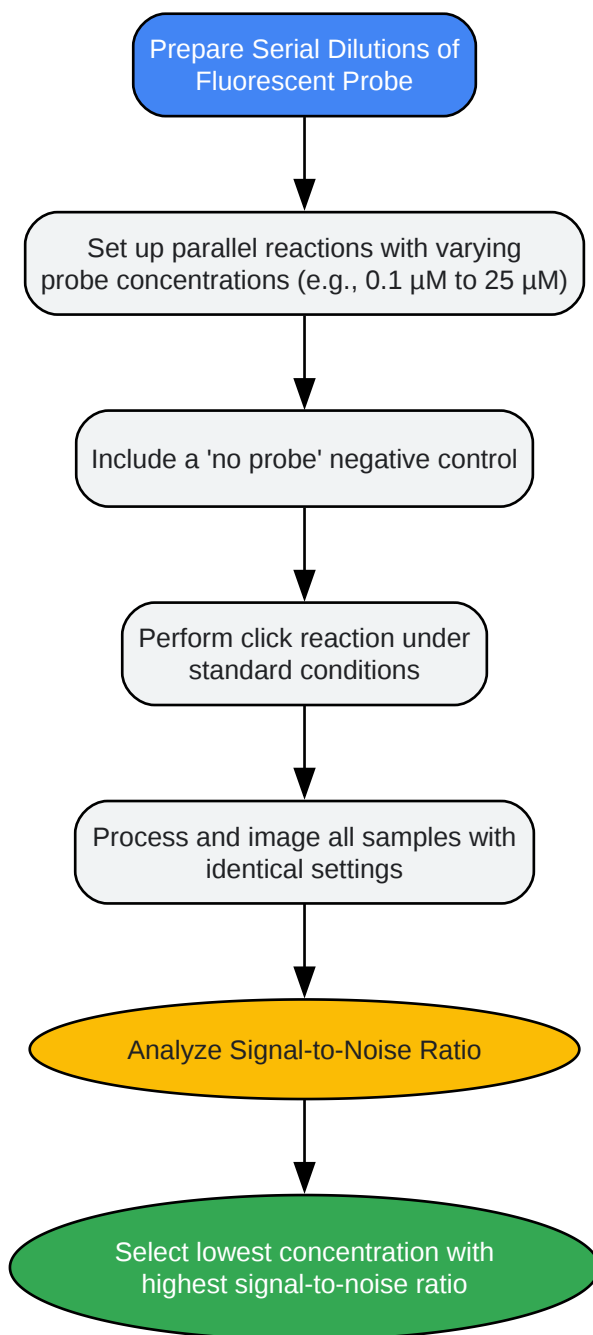 Prepare Serial Dilutions of
Fluorescent Probe
Set up parallel reactions with varying
probe concentrations (e.g., 0.1 µM to 25 µM)
Include a 'no probe' negative control
Perform click reaction under
standard conditions
Process and image all samples with
identical settings
Analyze Signal-to-Noise Ratio
Select lowest concentration with
highest signal-to-noise ratio